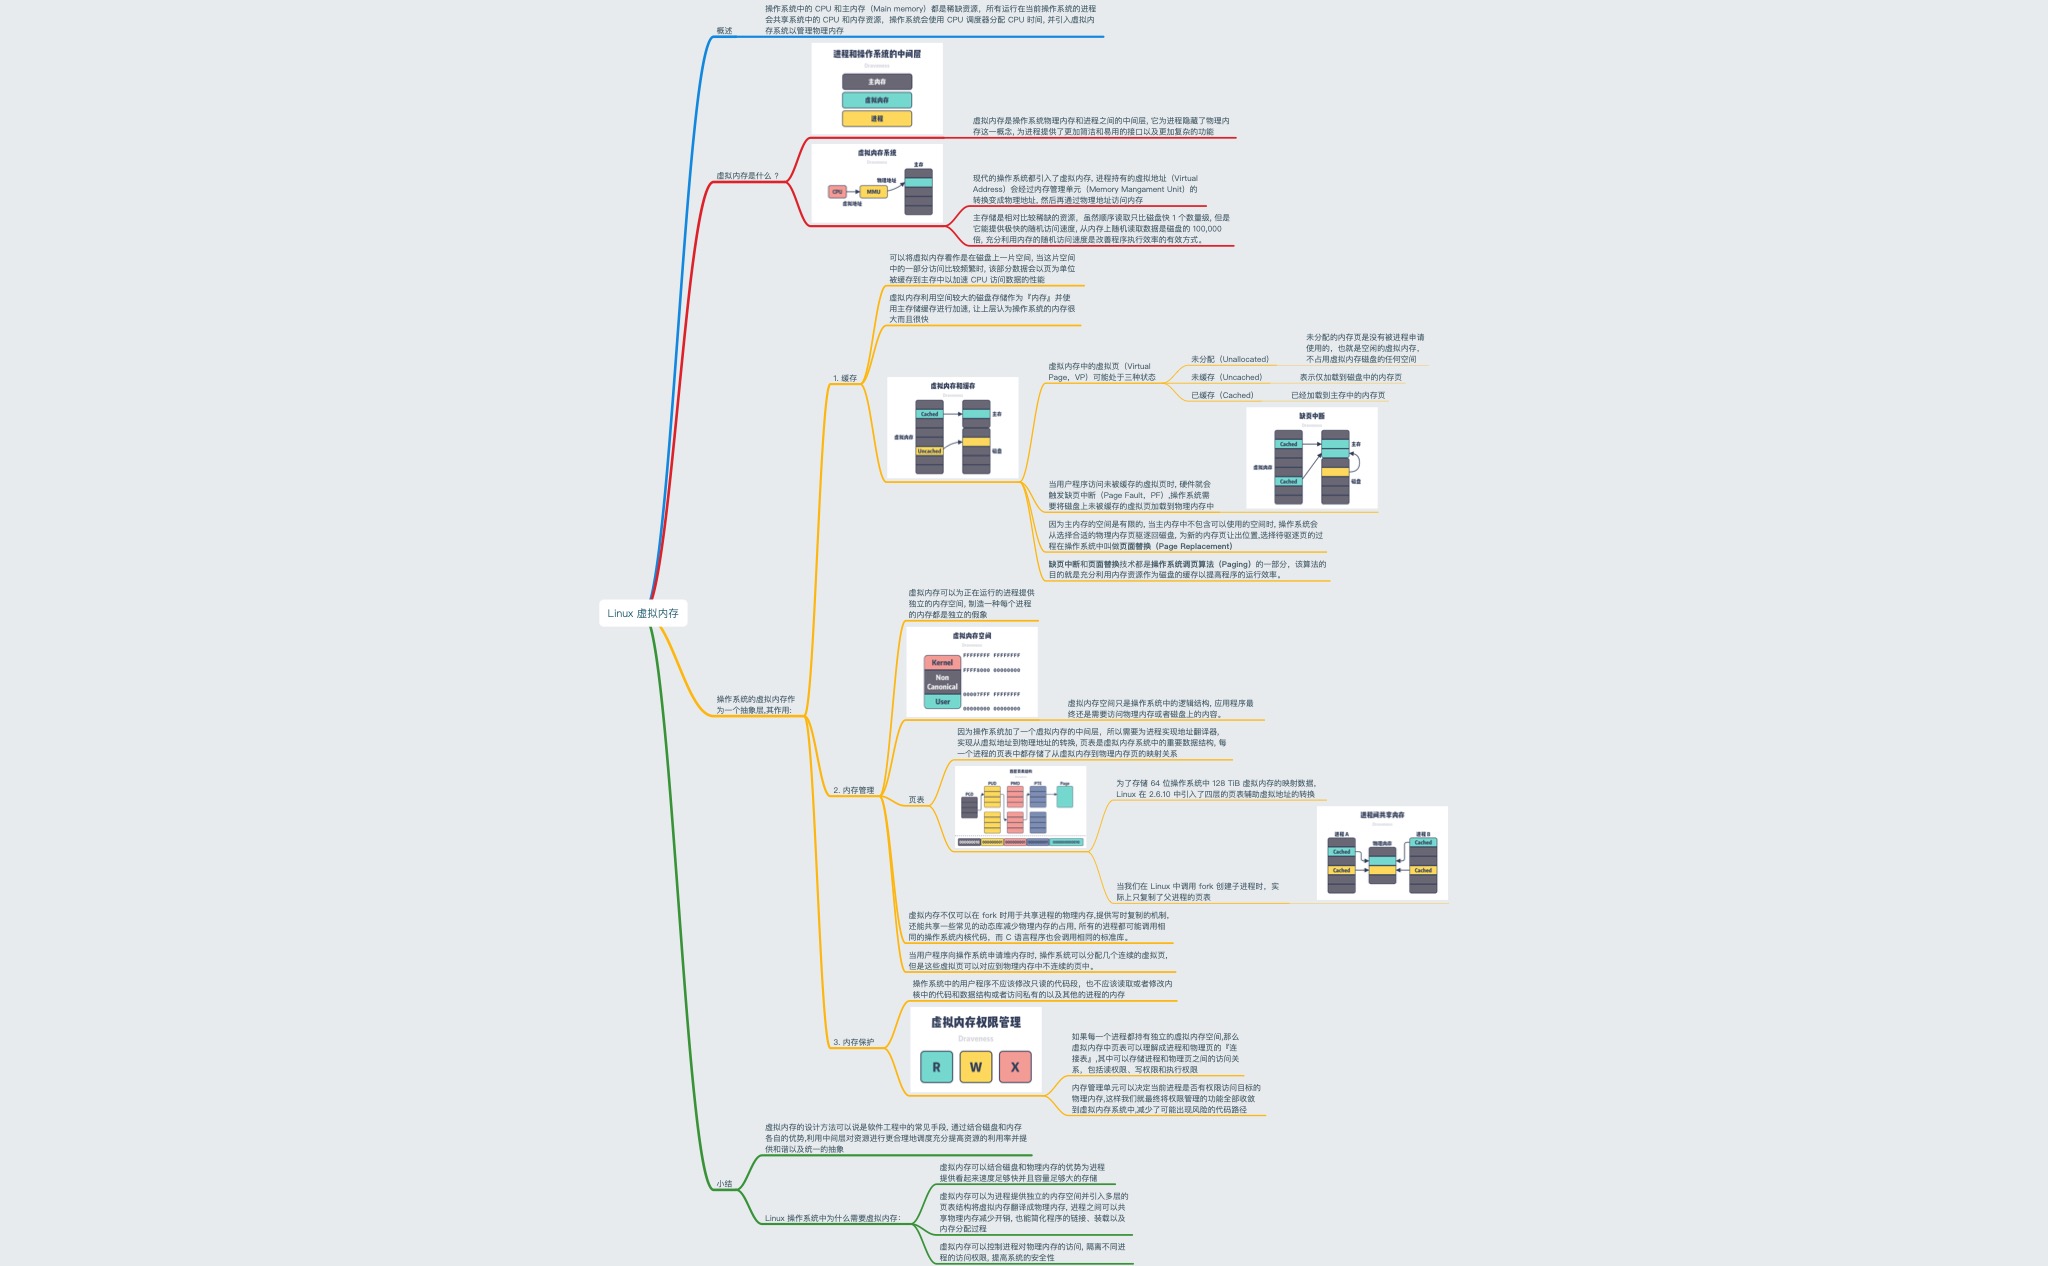 操作系统中的 CPU 和主内存（Main memory）都是稀缺资源，所有运行在当前操作系统的进程
会共享系统中的 CPU 和内存资源，操作系统会使用 CPU 调度器分配 CPU 时间, 并引入虚拟内
存系统以管理物理内存
概述
进程和操作系统的中间层
Draveness
主内存
虚拟内存
进程
虚拟内存是操作系统物理内存和进程之间的中间层, 它为进程隐藏了物理内
存这一概念, 为进程提供了更加简洁和易用的接口以及更加复杂的功能
虚拟内存是什么 ？
虚拟内存系统
Draveness
主存
物理地址
CPU
MMU
虚拟地址
现代的操作系统都引入了虚拟内存, 进程持有的虚拟地址（Virtual
Address）会经过内存管理单元（Memory Mangament Unit）的
转换变成物理地址, 然后再通过物理地址访问内存
主存储是相对比较稀缺的资源，虽然顺序读取只比磁盘快 1 个数量级, 但是
它能提供极快的随机访问速度, 从内存上随机读取数据是磁盘的 100,000
倍, 充分利用内存的随机访问速度是改善程序执行效率的有效方式。
可以将虚拟内存看作是在磁盘上一片空间, 当这片空间
中的一部分访问比较频繁时, 该部分数据会以页为单位
被缓存到主存中以加速 CPU 访问数据的性能
虚拟内存利用空间较大的磁盘存储作为『内存』并使
用主存储缓存进行加速, 让上层认为操作系统的内存很
大而且很快
1. 缓存
虚拟内存和缓存
Draveness
Cached
主存
虚拟内存
Uncached
磁盘
虚拟内存中的虚拟页（Virtual
Page，VP）可能处于三种状态
未分配（Unallocated）
未分配的内存页是没有被进程申请
使用的，也就是空闲的虚拟内存，
不占用虚拟内存磁盘的任何空间
未缓存（Uncached）
表示仅加载到磁盘中的内存页
已缓存（Cached）
已经加载到主存中的内存页
缺页中断
Draveness
Cached
主存
虚拟内存
Cached
磁盘
当用户程序访问未被缓存的虚拟页时, 硬件就会
触发缺页中断（Page Fault，PF）,操作系统需
要将磁盘上未被缓存的虚拟页加载到物理内存中
因为主内存的空间是有限的, 当主内存中不包含可以使用的空间时, 操作系统会
从选择合适的物理内存页驱逐回磁盘, 为新的内存页让出位置,选择待驱逐页的过
程在操作系统中叫做页面替换（Page Replacement）
缺页中断和页面替换技术都是操作系统调页算法（Paging）的一部分，该算法的
目的就是充分利用内存资源作为磁盘的缓存以提高程序的运行效率。
Linux 虚拟内存
操作系统的虚拟内存作
为一个抽象层,其作用:
虚拟内存可以为正在运行的进程提供
独立的内存空间, 制造一种每个进程
的内存都是独立的假象
虚拟内存空间
Draveness
Kernel
FFFFFFFF FFFFFFFF
FFFF8000 00000000
Non
Canonical
00007FFF FFFFFFFF
User
00000000 00000000
虚拟内存空间只是操作系统中的逻辑结构, 应用程序最
终还是需要访问物理内存或者磁盘上的内容。
2. 内存管理
页表
因为操作系统加了一个虚拟内存的中间层，所以需要为进程实现地址翻译器,
实现从虚拟地址到物理地址的转换, 页表是虚拟内存系统中的重要数据结构, 每
一个进程的页表中都存储了从虚拟内存到物理内存页的映射关系
PGD
PUD
PMD
PTE
Page
为了存储 64 位操作系统中 128 TiB 虚拟内存的映射数据,
Linux 在 2.6.10 中引入了四层的页表辅助虚拟地址的转换
进程间共享内存
Draveness
进程 A
进程 B
物理内存
Cached
Cached
Cached
Cached
当我们在 Linux 中调用 fork 创建子进程时，实
际上只复制了父进程的页表
虚拟内存不仅可以在 fork 时用于共享进程的物理内存,提供写时复制的机制,
还能共享一些常见的动态库减少物理内存的占用, 所有的进程都可能调用相
同的操作系统内核代码，而 C 语言程序也会调用相同的标准库。
当用户程序向操作系统申请堆内存时, 操作系统可以分配几个连续的虚拟页,
但是这些虚拟页可以对应到物理内存中不连续的页中。
3. 内存保护
操作系统中的用户程序不应该修改只读的代码段，也不应该读取或者修改内
核中的代码和数据结构或者访问私有的以及其他的进程的内存
虚拟内存权限管理
Draveness
R
W
X
如果每一个进程都持有独立的虚拟内存空间,那么
虚拟内存中页表可以理解成进程和物理页的『连
接表』,其中可以存储进程和物理页之间的访问关
系，包括读权限、写权限和执行权限
内存管理单元可以决定当前进程是否有权限访问目标的
物理内存,这样我们就最终将权限管理的功能全部收敛
到虚拟内存系统中,减少了可能出现风险的代码路径
小结
虚拟内存的设计方法可以说是软件工程中的常见手段, 通过结合磁盘和内存
各自的优势,利用中间层对资源进行更合理地调度充分提高资源的利用率并提
供和谐以及统一的抽象
Linux 操作系统中为什么需要虚拟内存:
虚拟内存可以结合磁盘和物理内存的优势为进程
提供看起来速度足够快并且容量足够大的存储
虚拟内存可以为进程提供独立的内存空间并引入多层的
页表结构将虚拟内存翻译成物理内存, 进程之间可以共
享物理内存减少开销, 也能简化程序的链接、装载以及
内存分配过程
虚拟内存可以控制进程对物理内存的访问, 隔离不同进
程的访问权限, 提高系统的安全性